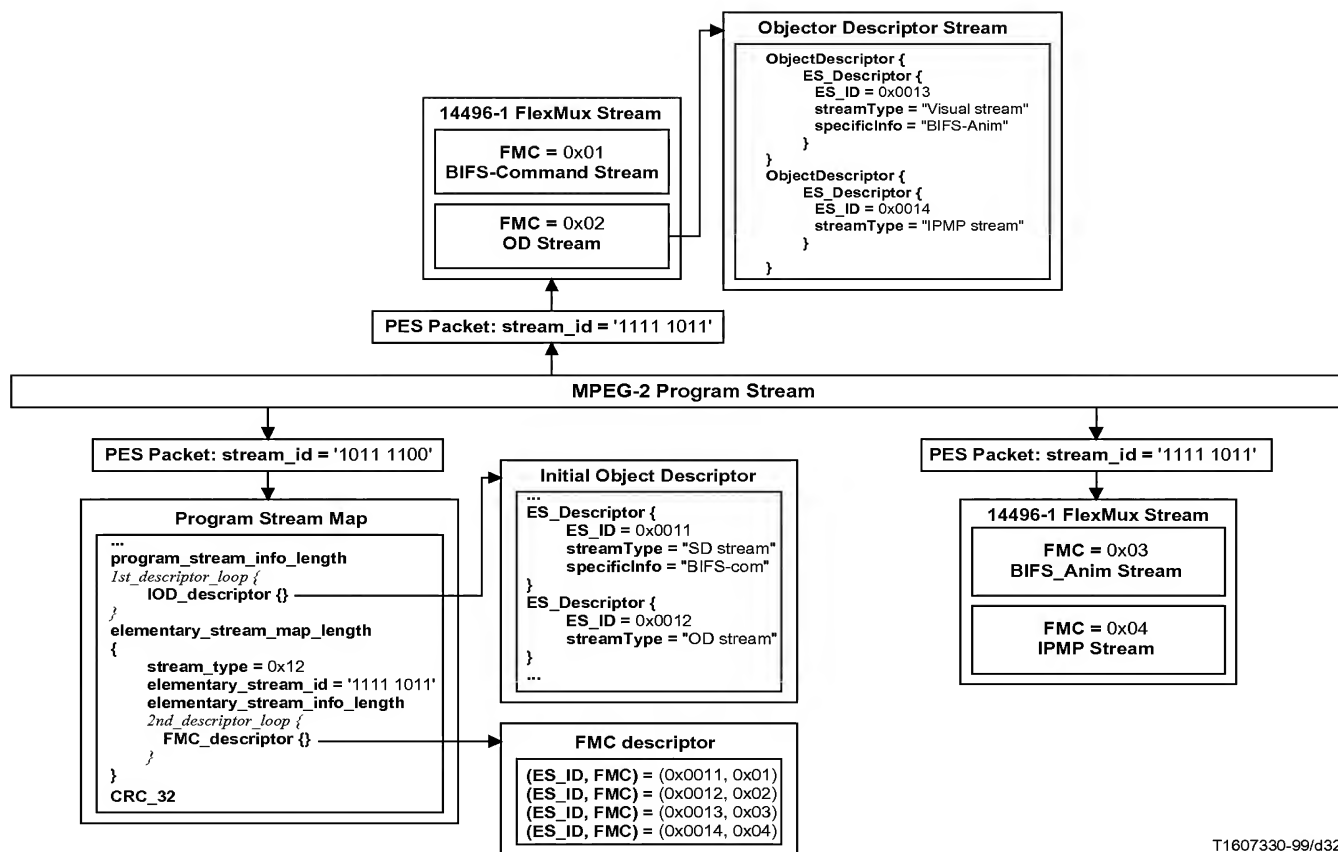 Objector Descriptor Stream
ObjectDescriptor {
ES_Descriptor {
ES_ID = 0x0013
streamType = "Visual stream"
specificInfo = "BIFS-Anim"
}
}
ObjectDescriptor {
ES_Descriptor {
ES_ID = 0x0014
streamType = "IPMP stream"
}
}
14496-1 FlexMux Stream
FMC = 0x01
BIFS-Command Stream
FMC = 0x02
OD Stream
PES Packet: stream_id = '1111 1011'
MPEG-2 Program Stream
PES Packet: stream_id = '1011 1100'
Program Stream Map
...
program_stream_info_length
1st_descriptor_loop {
IOD_descriptor {}
}
elementary_stream_map_length
{
stream_type = 0x12
elementary_stream_id = '1111 1011'
elementary_stream_info_length
2nd_descriptor_loop {
FMC_descriptor {}
}
}
CRC_32
Initial Object Descriptor
...
ES_Descriptor {
ES_ID = 0x0011
streamType = "SD stream"
specificInfo = "BIFS-com"
}
ES_Descriptor {
ES_ID = 0x0012
streamType = "OD stream"
}
...
FMC descriptor
(ES_ID, FMC) = (0x0011, 0x01)
(ES_ID, FMC) = (0x0012, 0x02)
(ES_ID, FMC) = (0x0013, 0x03)
(ES_ID, FMC) = (0x0014, 0x04)
PES Packet: stream_id = '1111 1011'
14496-1 FlexMux Stream
FMC = 0x03
BIFS_Anim Stream
FMC = 0x04
IPMP Stream
T1607330-99/d32